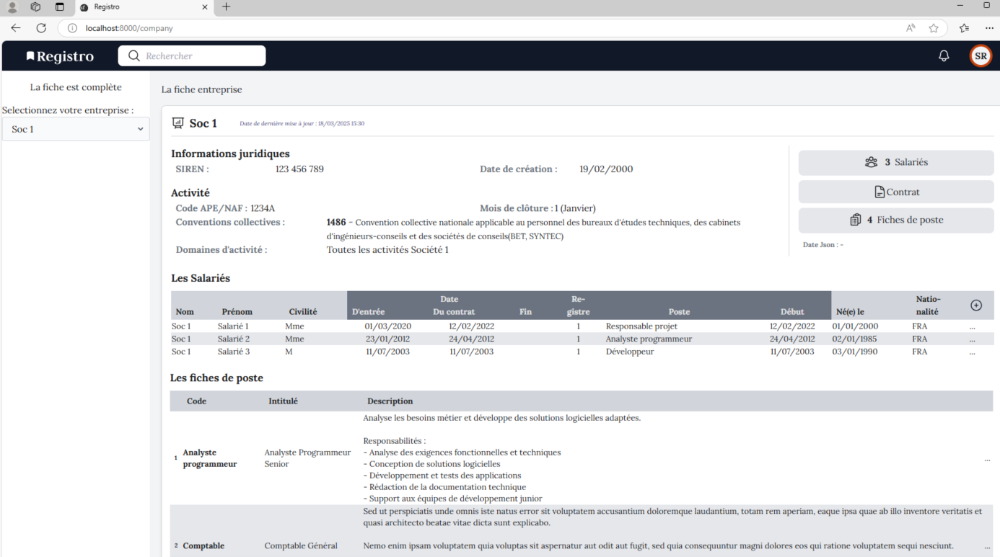 Registro
localhost:8000/company
Registro
Rechercher
SR
La fiche est complète
Selectionnez votre entreprise :
Soc 1
La fiche entreprise
Soc 1
Date de dernière mise à jour : 18/03/2025 15:30
Informations juridiques
SIREN : 123 456 789 Date de création : 19/02/2000
Activité
Code APE/NAF : 1234A Mois de clôture : 1 (Janvier)
Conventions collectives : 1486 - Convention collective nationale applicable au personnel des bureaux d'études techniques, des cabinets
d'ingénieurs-conseils et des sociétés de conseils(BET, SYNTEC)
Domaines d'activité : Toutes les activités Société 1
3 Salariés
Contrat
4 Fiches de poste
Date Json : -
Les Salariés
Date Re- Natio-
Nom Prénom Civilité D'entrée Du contrat Fin gistre Poste Début Né(e) le nalité
Soc 1 Salarié 1 Mme 01/03/2020 12/02/2022 1 Responsable projet 12/02/2022 01/01/2000 FRA ...
Soc 1 Salarié 2 Mme 23/01/2012 24/04/2012 1 Analyste programmeur 24/04/2012 02/01/1985 FRA ...
Soc 1 Salarié 3 M 11/07/2003 11/07/2003 1 Développeur 11/07/2003 03/01/1990 FRA ...
Les fiches de poste
Code Intitulé Description
Analyse les besoins métier et développe des solutions logicielles adaptées.
Responsabilités :
1 Analyste programmeur Analyste Programmeur Senior - Analyse des exigences fonctionnelles et techniques
- Conception de solutions logicielles ...
- Développement et tests des applications
- Rédaction de la documentation technique
- Support aux équipes de développement junior
Sed ut perspiciatis unde omnis iste natus error sit voluptatem accusantium doloremque laudantium, totam rem aperiam, eaque ipsa quae ab illo inventore veritatis et
quasi architecto beatae vitae dicta sunt explicabo.
2 Comptable Comptable Général Nemo enim ipsam voluptatem quia voluptas sit aspernatur aut odit aut fugit, sed quia consequuntur magni dolores eos qui ratione voluptatem sequi nesciunt. ...